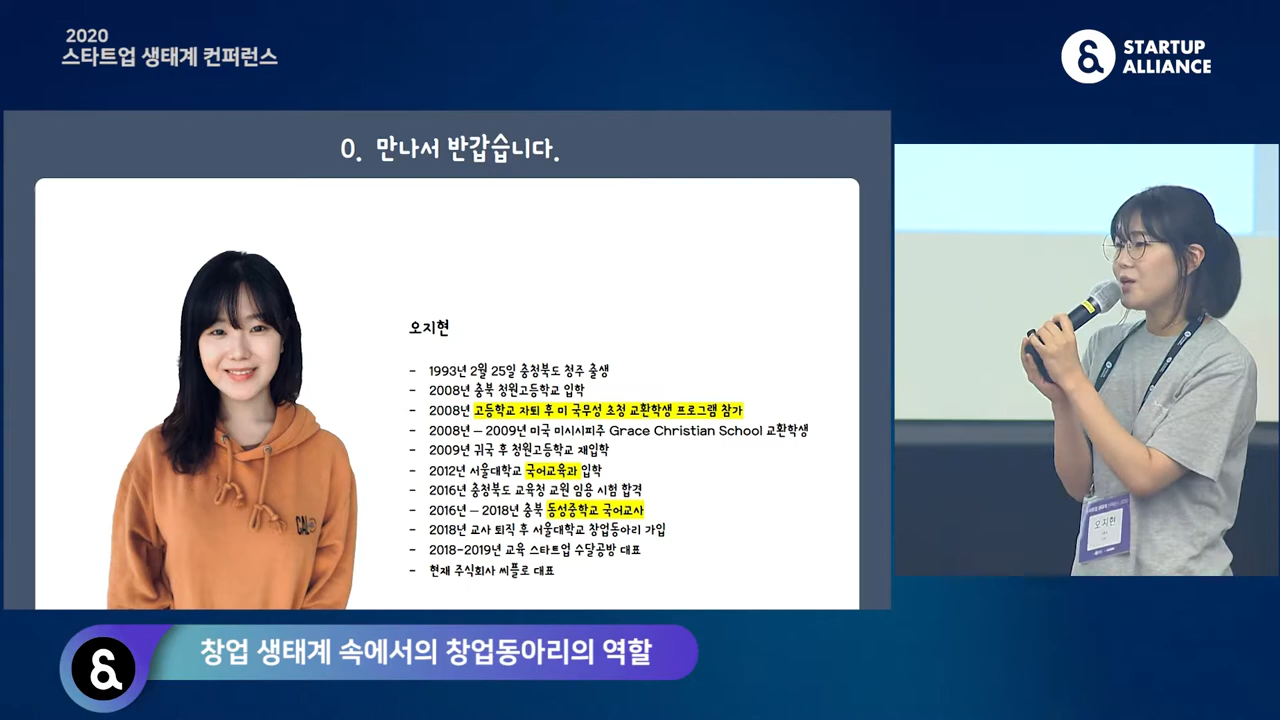 2020
스타트업 생태계 컨퍼런스
STARTUP
ALLIANCE
0. 만나서 반갑습니다.
오지현
- 1993년 2월 25일 충청북도 청주 출생
- 2008년 충북 청원고등학교 입학
- 2008년 고등학교 자퇴 후 미 국무성 초청 교환학생 프로그램 참가
- 2008년 – 2009년 미국 미시시피주 Grace Christian School 교환학생
- 2009년 귀국 후 청원고등학교 재입학
- 2012년 서울대학교 국어교육과 입학
- 2016년 충청북도 교육청 교원 임용 시험 합격
- 2016년 – 2018년 충북 동성중학교 국어교사
- 2018년 교사 퇴직 후 서울대학교 창업동아리 가입
- 2018-2019년 교육 스타트업 수달공방 대표
- 현재 주식회사 씨플로 대표
오지현
창업 생태계 속에서의 창업동아리의 역할